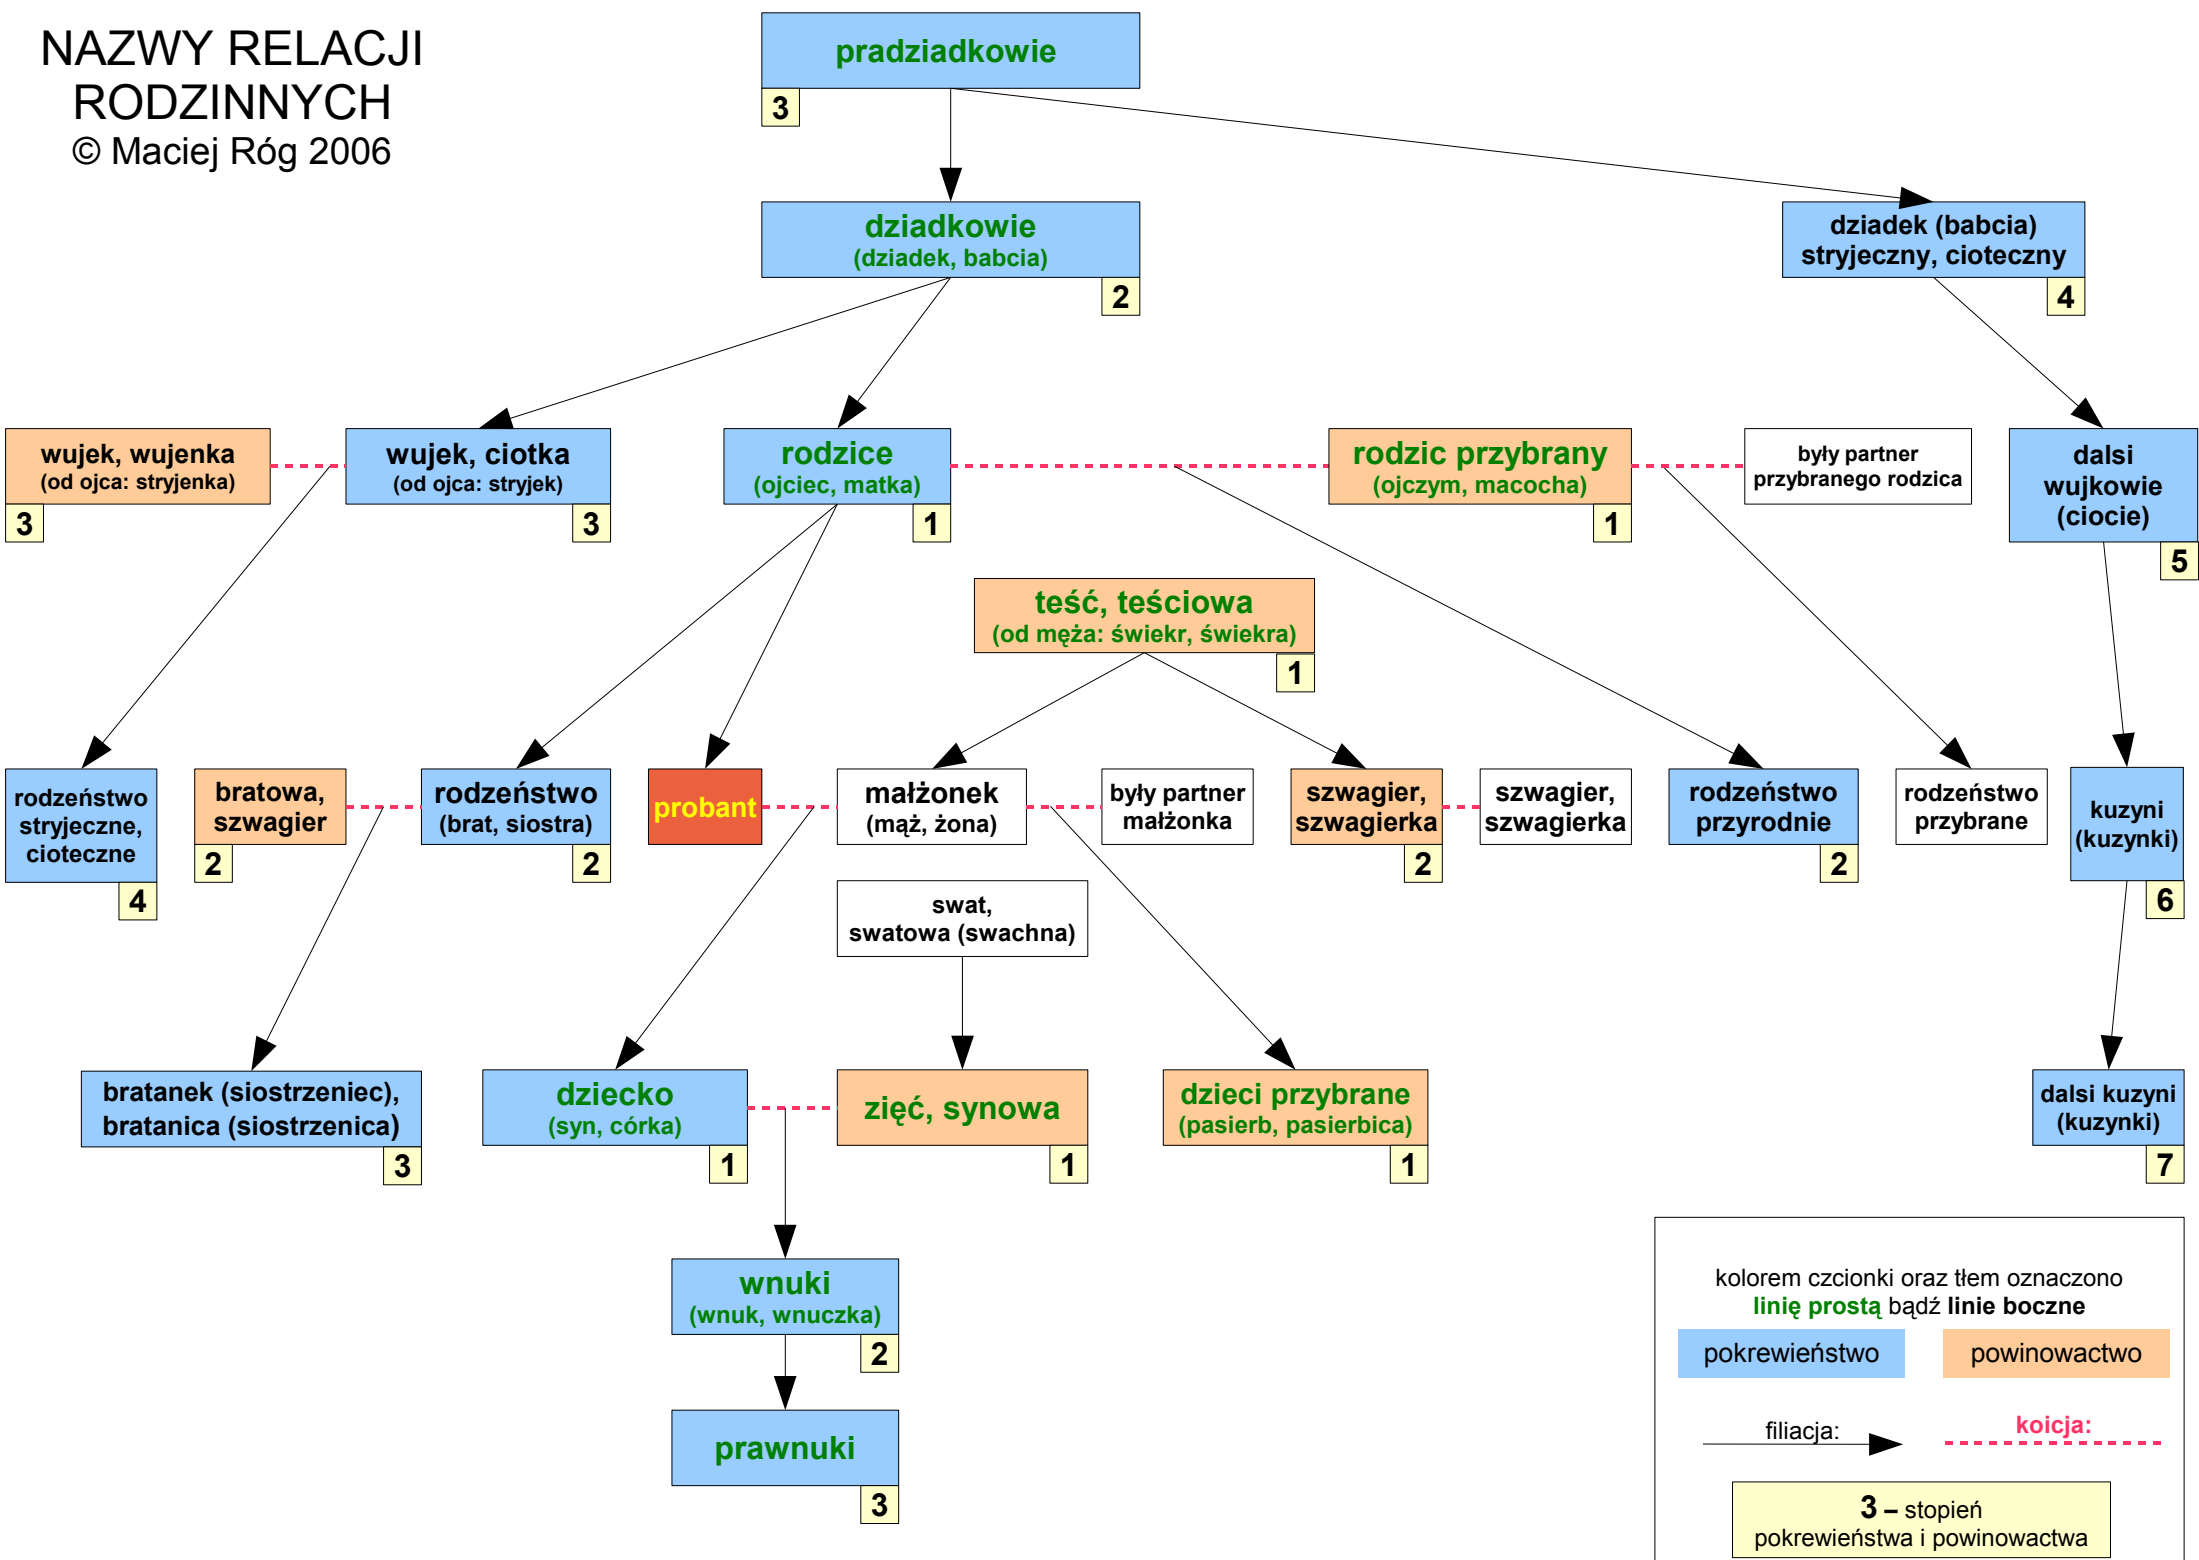 NAZWY RELACJI
RODZINNYCH
© Maciej Róg 2006
pradziadkowie
3
dziadkowie
(dziadek, babcia)
2
dziadek (babcia)
stryjeczny, cioteczny
4
wujek, wujenka
(od ojca: stryjenka)
3
wujek, ciotka
(od ojca: stryjek)
3
rodzice
(ojciec, matka)
1
rodzic przybrany
(ojczym, macocha)
1
były partner
przybranego rodzica
dalsi
wujkowie
(ciocie)
5
teść, teściowa
(od męża: świekr, świekra)
1
rodzeństwo
stryjeczne,
cioteczne
4
bratowa,
szwagier
2
rodzeństwo
(brat, siostra)
2
probant
małżonek
(mąż, żona)
były partner
małżonka
szwagier,
szwagierka
2
szwagier,
szwagierka
rodzeństwo
przyrodnie
2
rodzeństwo
przybrane
kuzyni
(kuzynki)
6
swat,
swatowa (swachna)
bratanek (siostrzeniec),
bratanica (siostrzenica)
3
dziecko
(syn, córka)
1
zięć, synowa
1
dzieci przybrane
(pasierb, pasierbica)
1
dalsi kuzyni
(kuzynki)
7
wnuki
(wnuk, wnuczka)
2
prawnuki
3
kolorem czcionki oraz tłem oznaczono
linię prostą bądź linie boczne
pokrewieństwo
powinowactwo
filiacja:
koicja:
3 – stopień
pokrewieństwa i powinowactwa